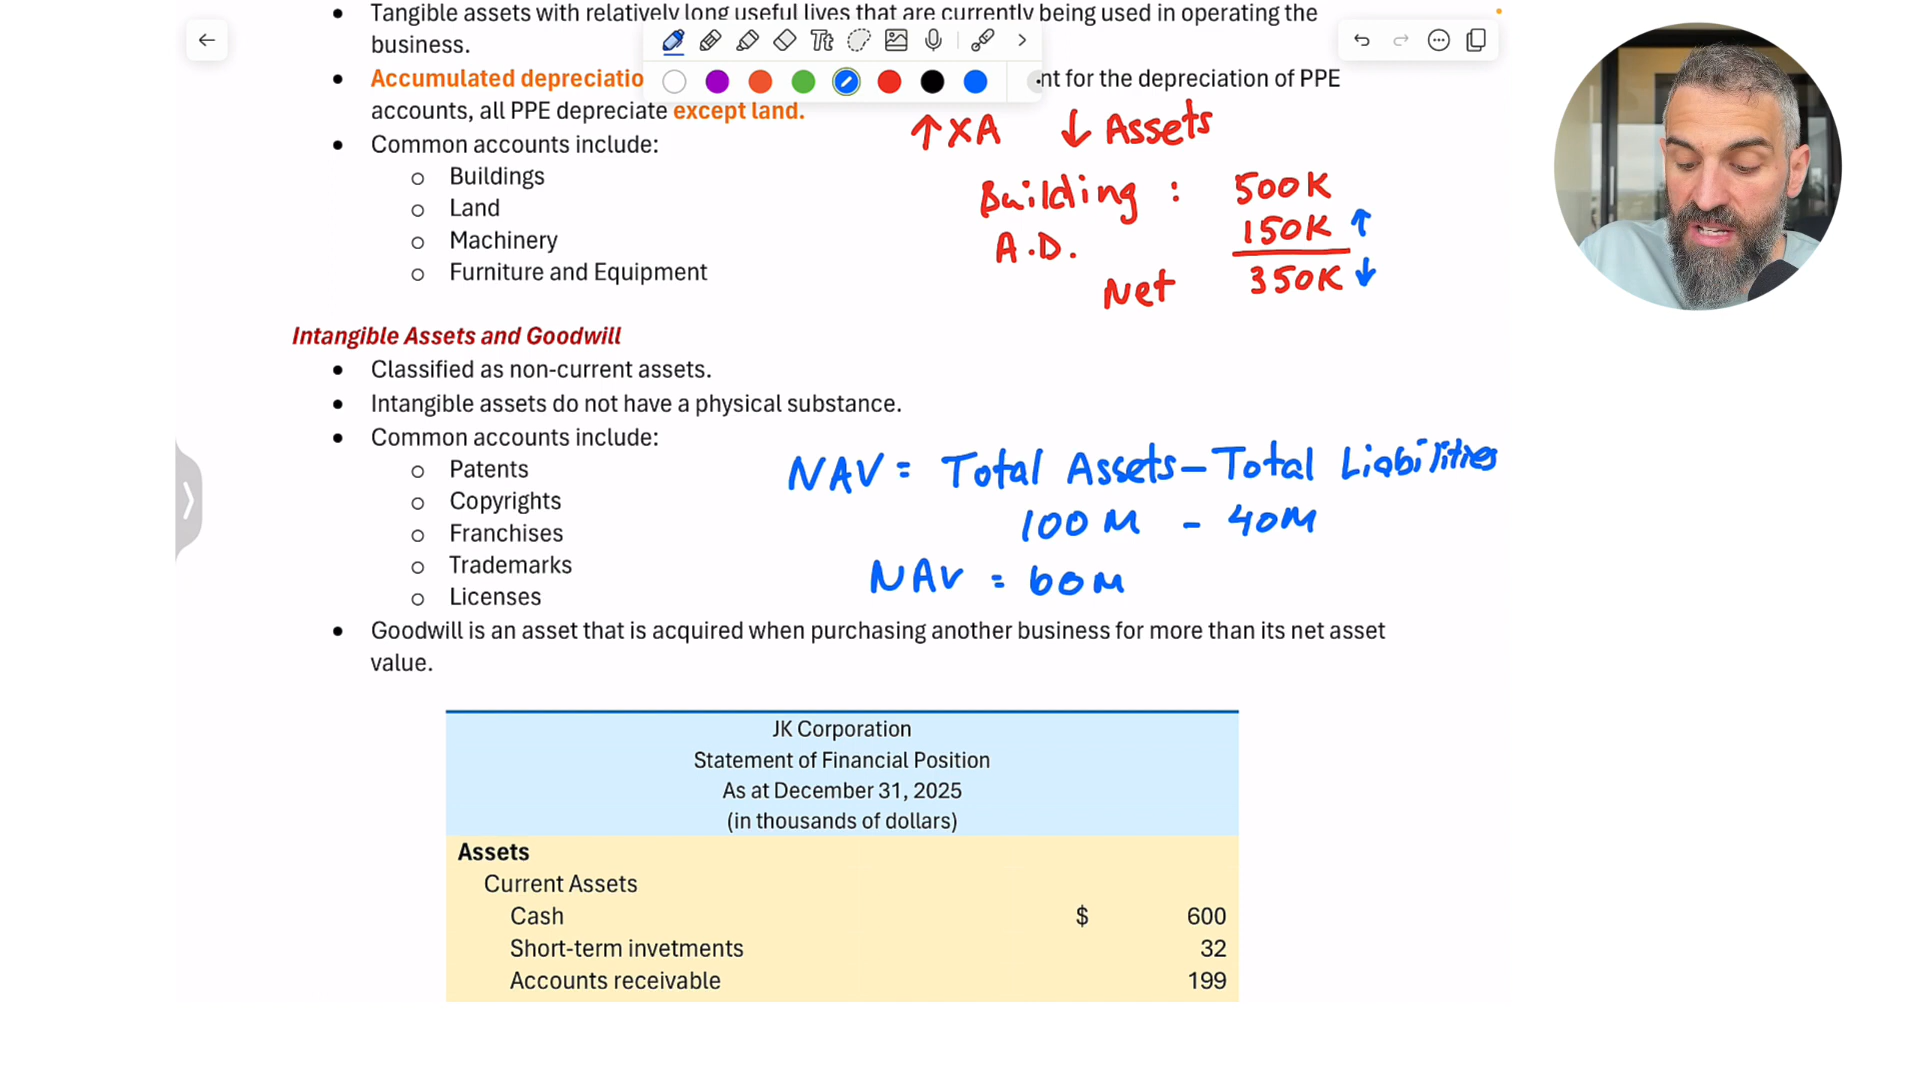 Tangible assets with relatively long useful lives that are currently being used in operating the
business.
Accumulated depreciatio
nt for the depreciation of PPE
accounts, all PPE depreciate except land.
↑XA ↓ Assets
Common accounts include:
Buildings
Land
Machinery
Furniture and Equipment
Building : 500K
A.D. 150K ↑
Net 350K ↓
Intangible Assets and Goodwill
Classified as non-current assets.
Intangible assets do not have a physical substance.
Common accounts include:
Patents
Copyrights
Franchises
Trademarks
Licenses
NAV = Total Assets – Total Liabilities
100 M - 40M
NAV = 60M
Goodwill is an asset that is acquired when purchasing another business for more than its net asset
value.
JK Corporation
Statement of Financial Position
As at December 31, 2025
(in thousands of dollars)
Assets
Current Assets
Cash $ 600
Short-term invetments 32
Accounts receivable 199